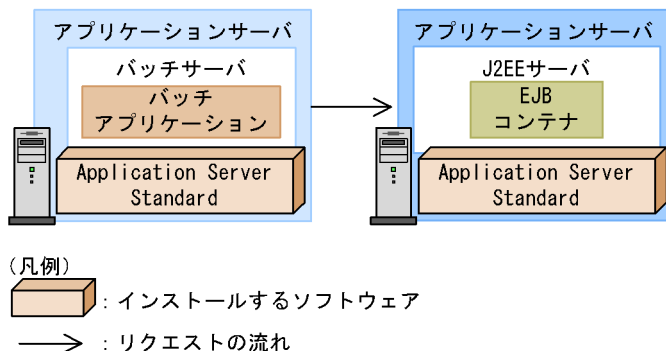 アプリケーションサーバ
バッチサーバ
バッチ
アプリケーション
Application Server
Standard
アプリケーションサーバ
J2EEサーバ
EJB
コンテナ
Application Server
Standard
(凡例)
：インストールするソフトウェア
：リクエストの流れ